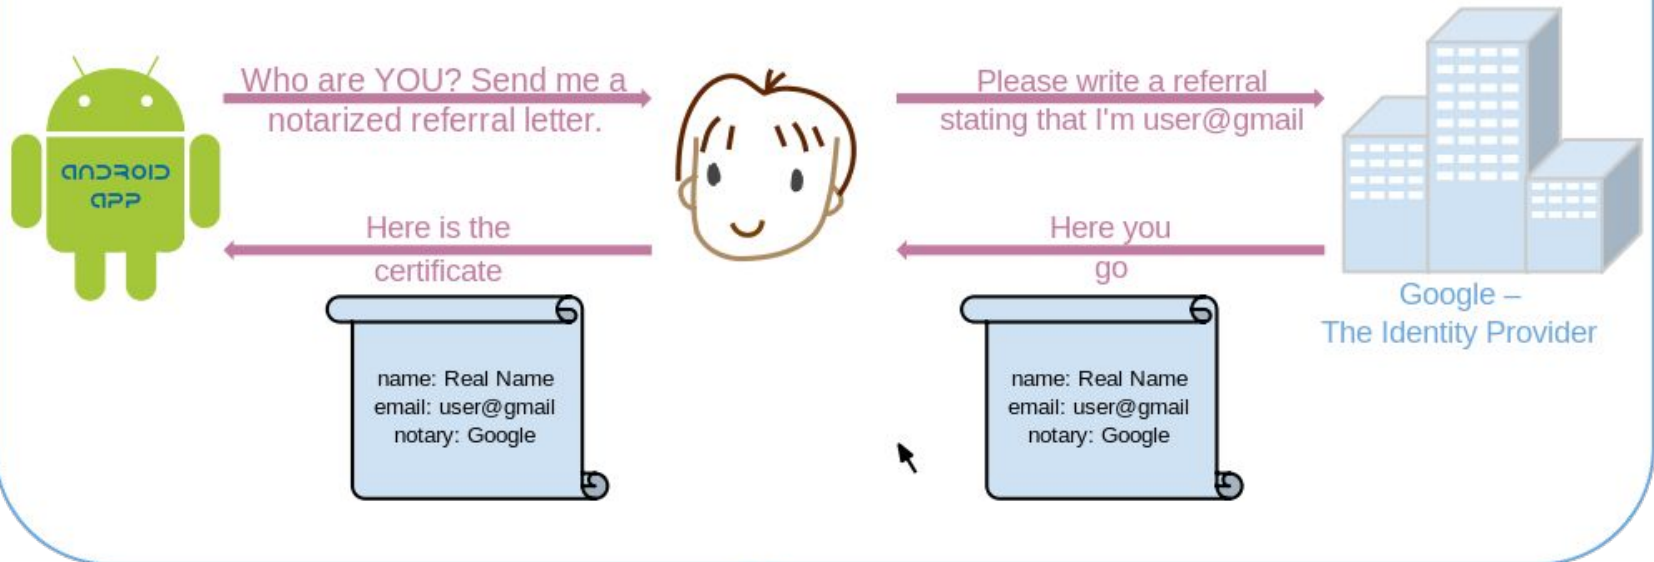 Who are YOU? Send me a
notarized referral letter.
Please write a referral
stating that I'm user@gmail
ANDROID
APP
Here is the
certificate
Here you
go
Google –
The Identity Provider
name: Real Name
email: user@gmail
notary: Google
name: Real Name
email: user@gmail
notary: Google